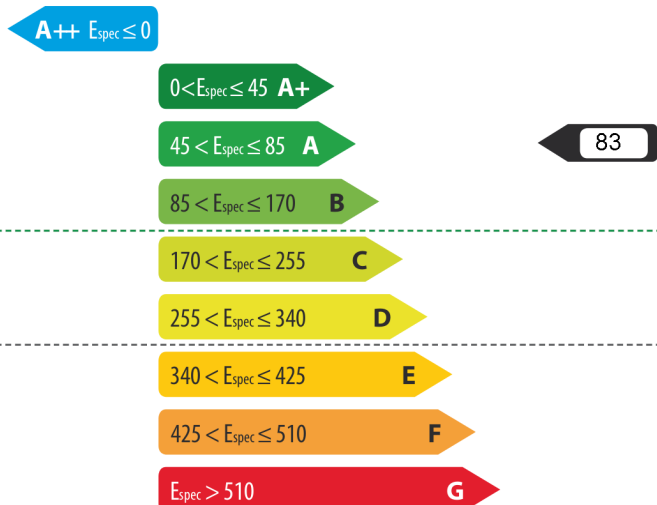 A++ Espec ≤ 0
0<Espec ≤ 45 A+
45 < Espec ≤ 85 A
83
85 < Espec ≤ 170 B
170 < Espec ≤ 255 C
255 < Espec ≤ 340 D
340 < Espec ≤ 425 E
425 < Espec ≤ 510 F
Espec > 510 G